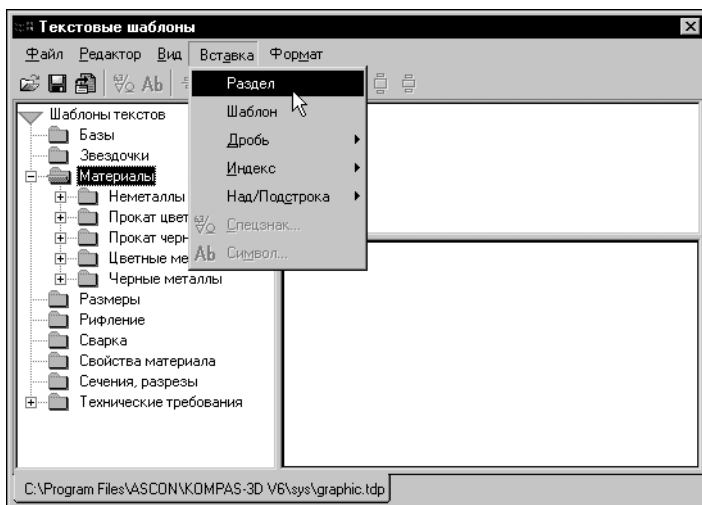 Текстовые шаблоны
Файл Редактор Вид Вставка Формат
Ab
Раздел
Шаблон
Дробь
Индекс
Над/Подстрока
Спецзнак...
Ab Символ...
Шаблоны текстов
Базы
Звездочки
Материалы
Неметаллы
Прокат цвет
Прокат черн
Цветные ме
Черные металлы
Размеры
Рифление
Сварка
Свойства материала
Сечения, разрезы
Технические требования
C:\Program Files\ASCON\KOMPAS-3D V6\sys\graphic.tdp